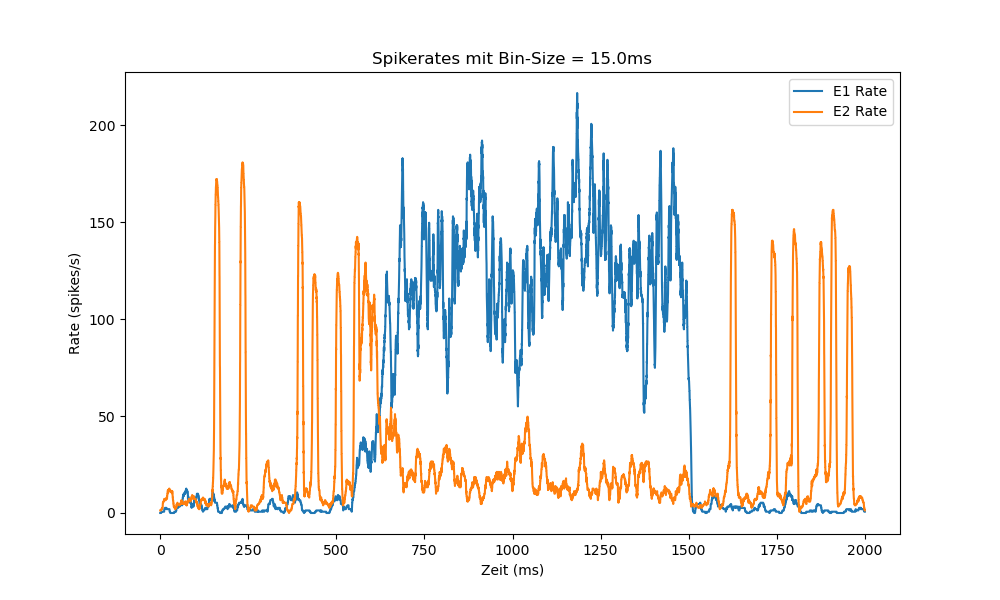 Spikerates mit Bin-Size = 15.0ms
E1 Rate
E2 Rate
200
150
100
50
0
Rate (spikes/s)
0 250 500 750 1000 1250 1500 1750 2000
Zeit (ms)